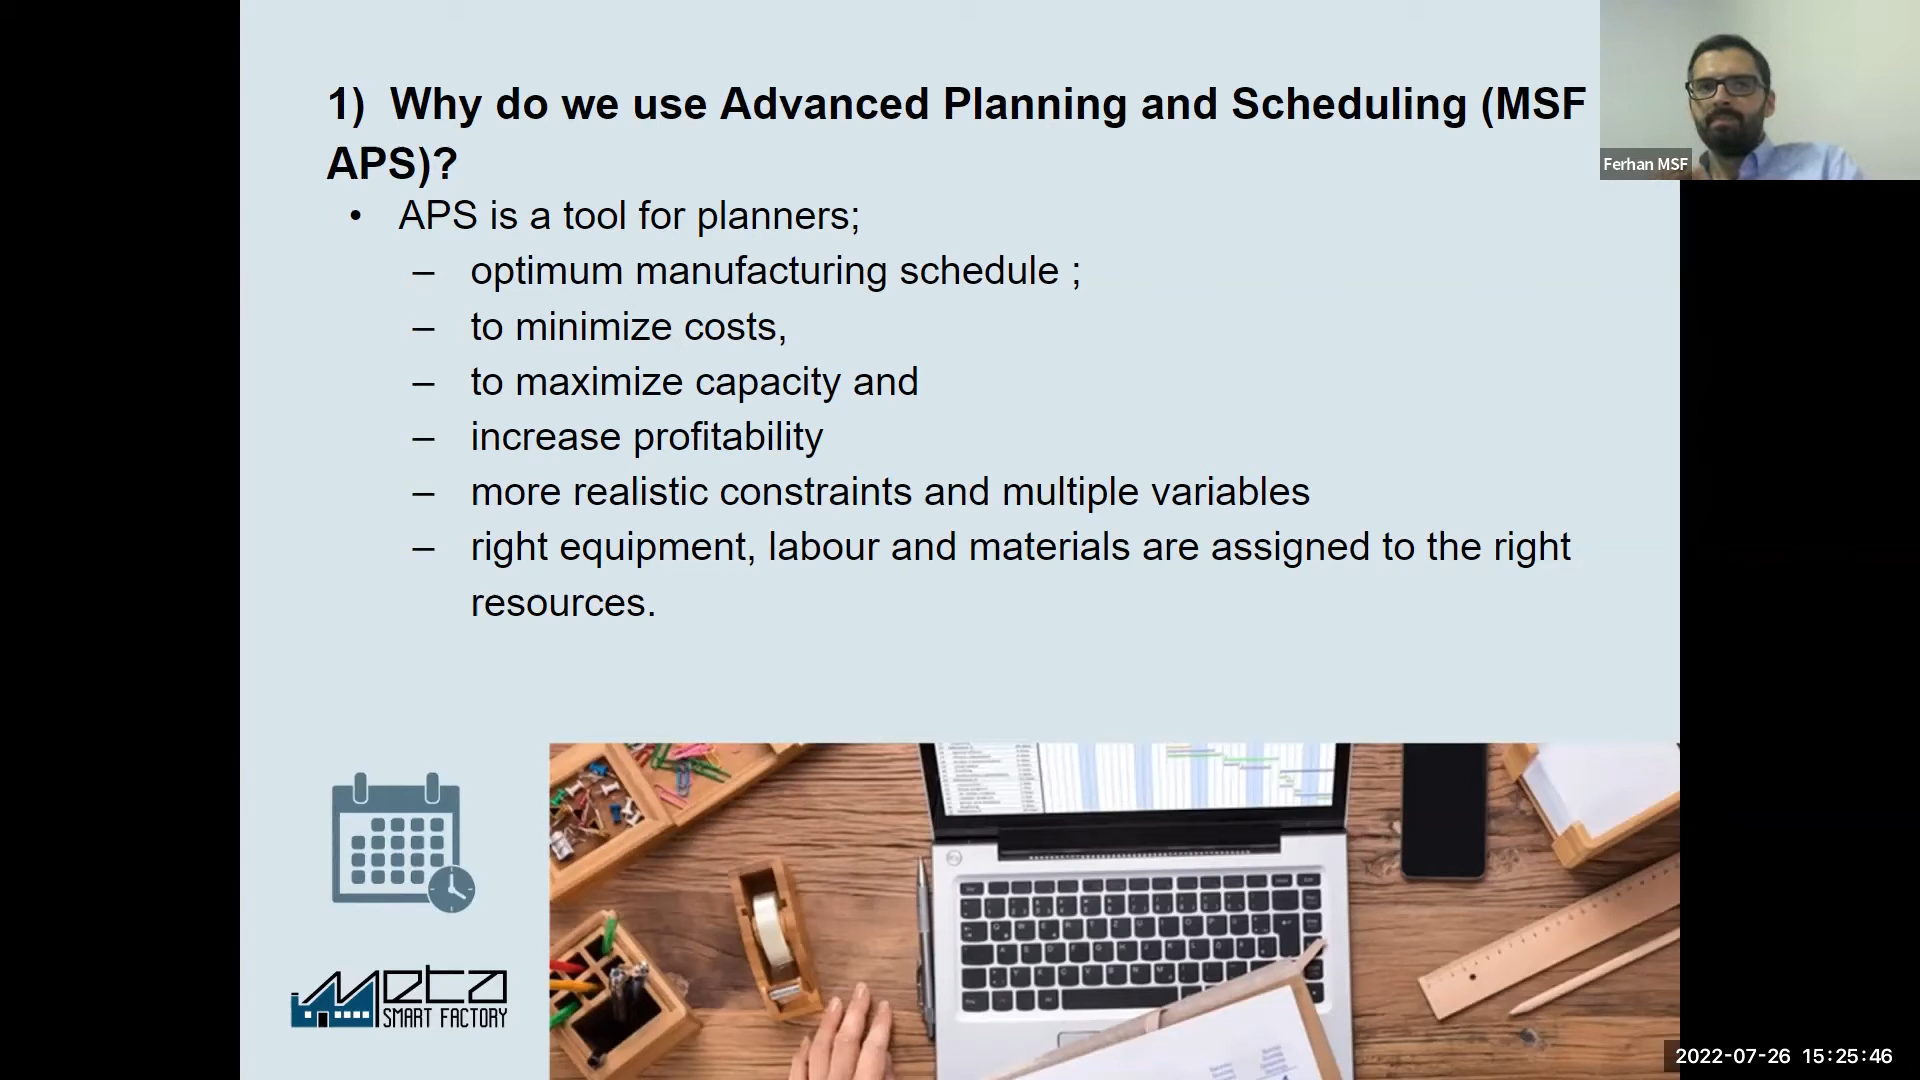 1) Why do we use Advanced Planning and Scheduling (MSF
APS)?
• APS is a tool for planners;
– optimum manufacturing schedule ;
– to minimize costs,
– to maximize capacity and
– increase profitability
– more realistic constraints and multiple variables
– right equipment, labour and materials are assigned to the right
resources.
Ferhan MSF
meta
SMART FACTORY
2022-07-26 15:25:46